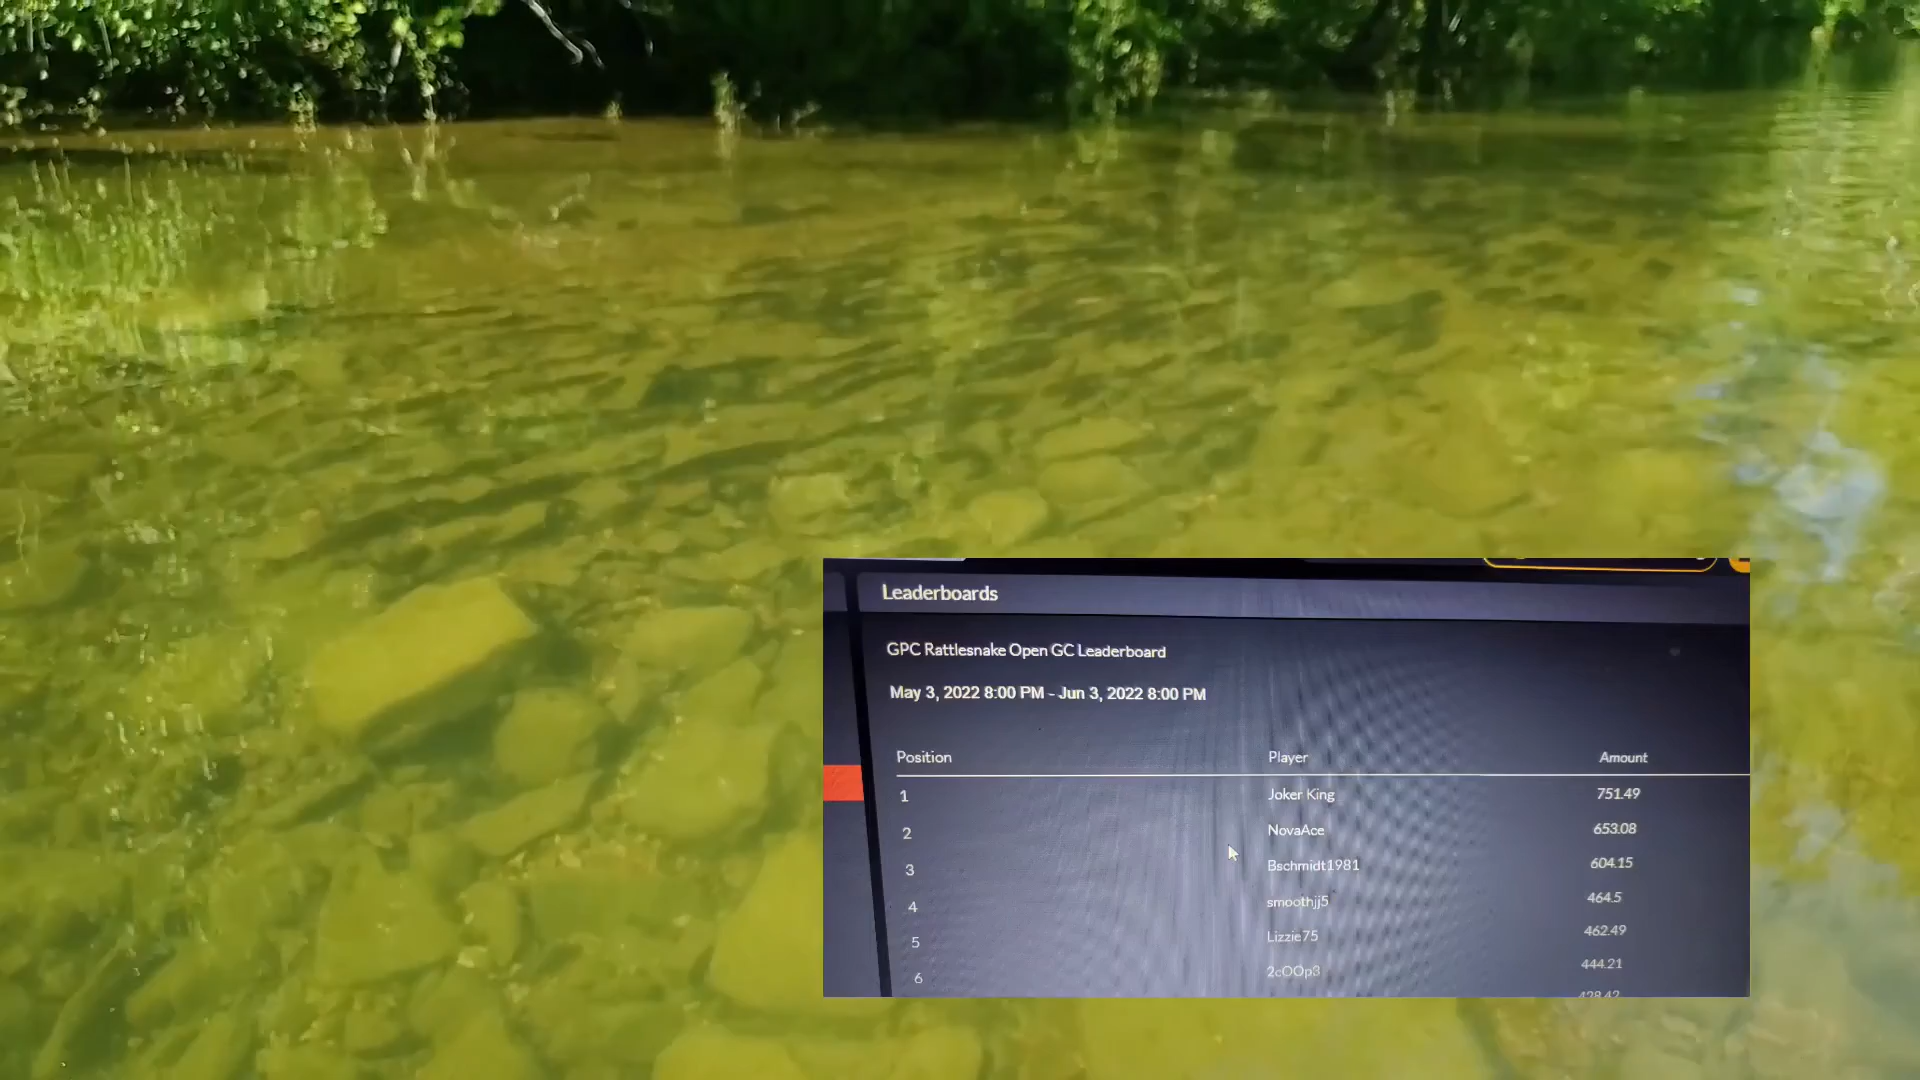 Leaderboards
GPC Rattlesnake Open GC Leaderboard
May 3, 2022 8:00 PM - Jun 3, 2022 8:00 PM
Position Player Amount
1 Joker King 751.49
2 NovaAce 653.08
3 Bschmidt1981 604.15
4 smoothjj5 464.5
5 Lizzie75 462.49
6 2cOOp3 444.21
428.42